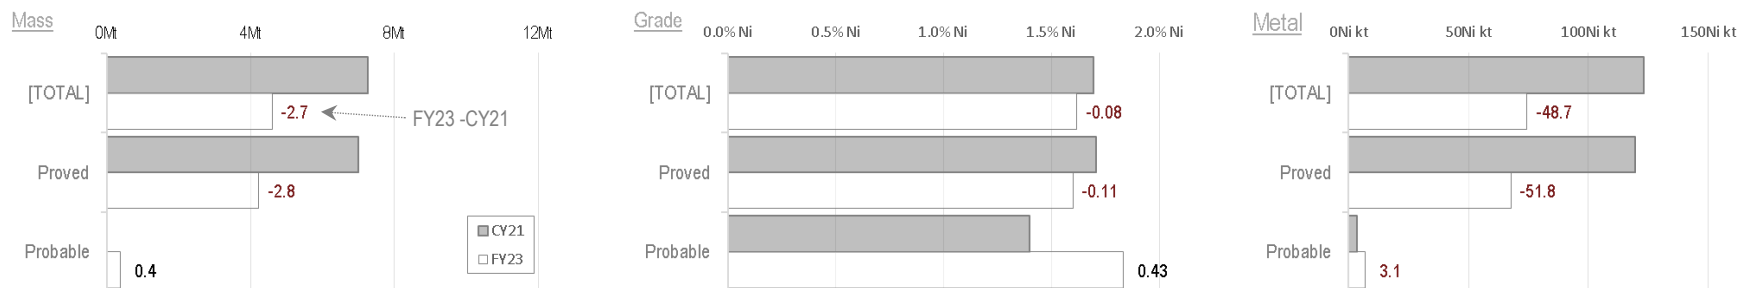 Mass
0Mt 4Mt 8Mt 12Mt
[TOTAL]
-2.7
FY23 -CY21
Proved
-2.8
Probable
0.4
CY21
FY23
Grade
0.0% Ni 0.5% Ni 1.0% Ni 1.5% Ni 2.0% Ni
[TOTAL]
-0.08
Proved
-0.11
Probable
0.43
Metal
0Ni kt 50Ni kt 100Ni kt 150Ni kt
[TOTAL]
-48.7
Proved
-51.8
Probable
3.1